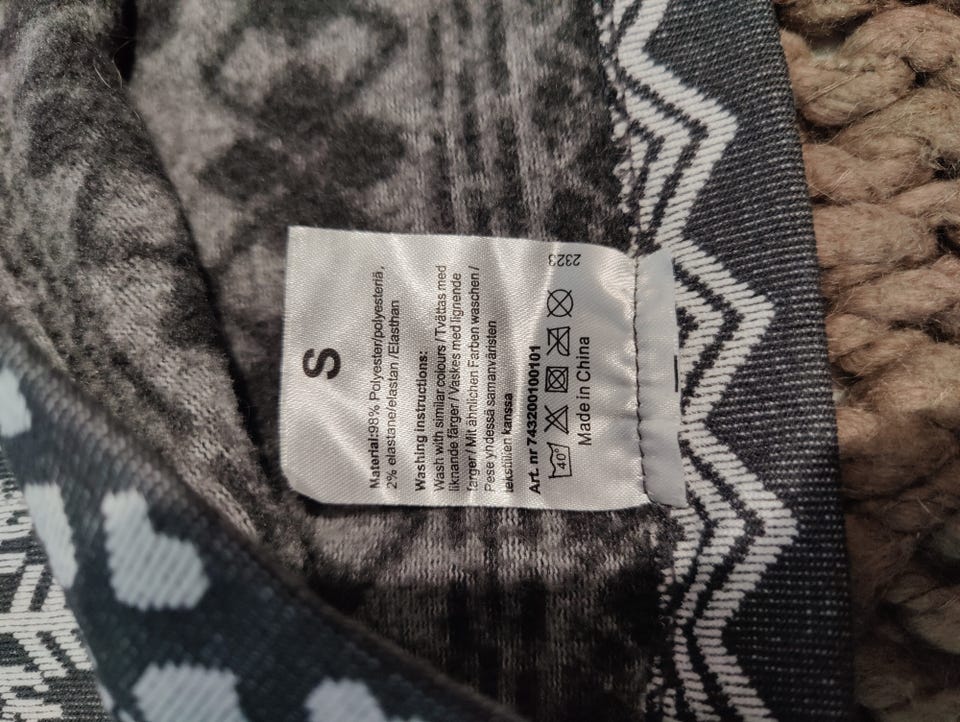 S
Material:98% Polyester/polyesteriä,
2% elastane/elastan/Elasthan
Washing instructions:
Wash with similar colours/Tvättas med
liknande färger/Vaskes med lignende
farger/Mit ähnlichen Farben waschen/
Pese yhdessä samanväristen
tekstiilien kanssa
Art. nr 743200100101
40°
Made in China
2323